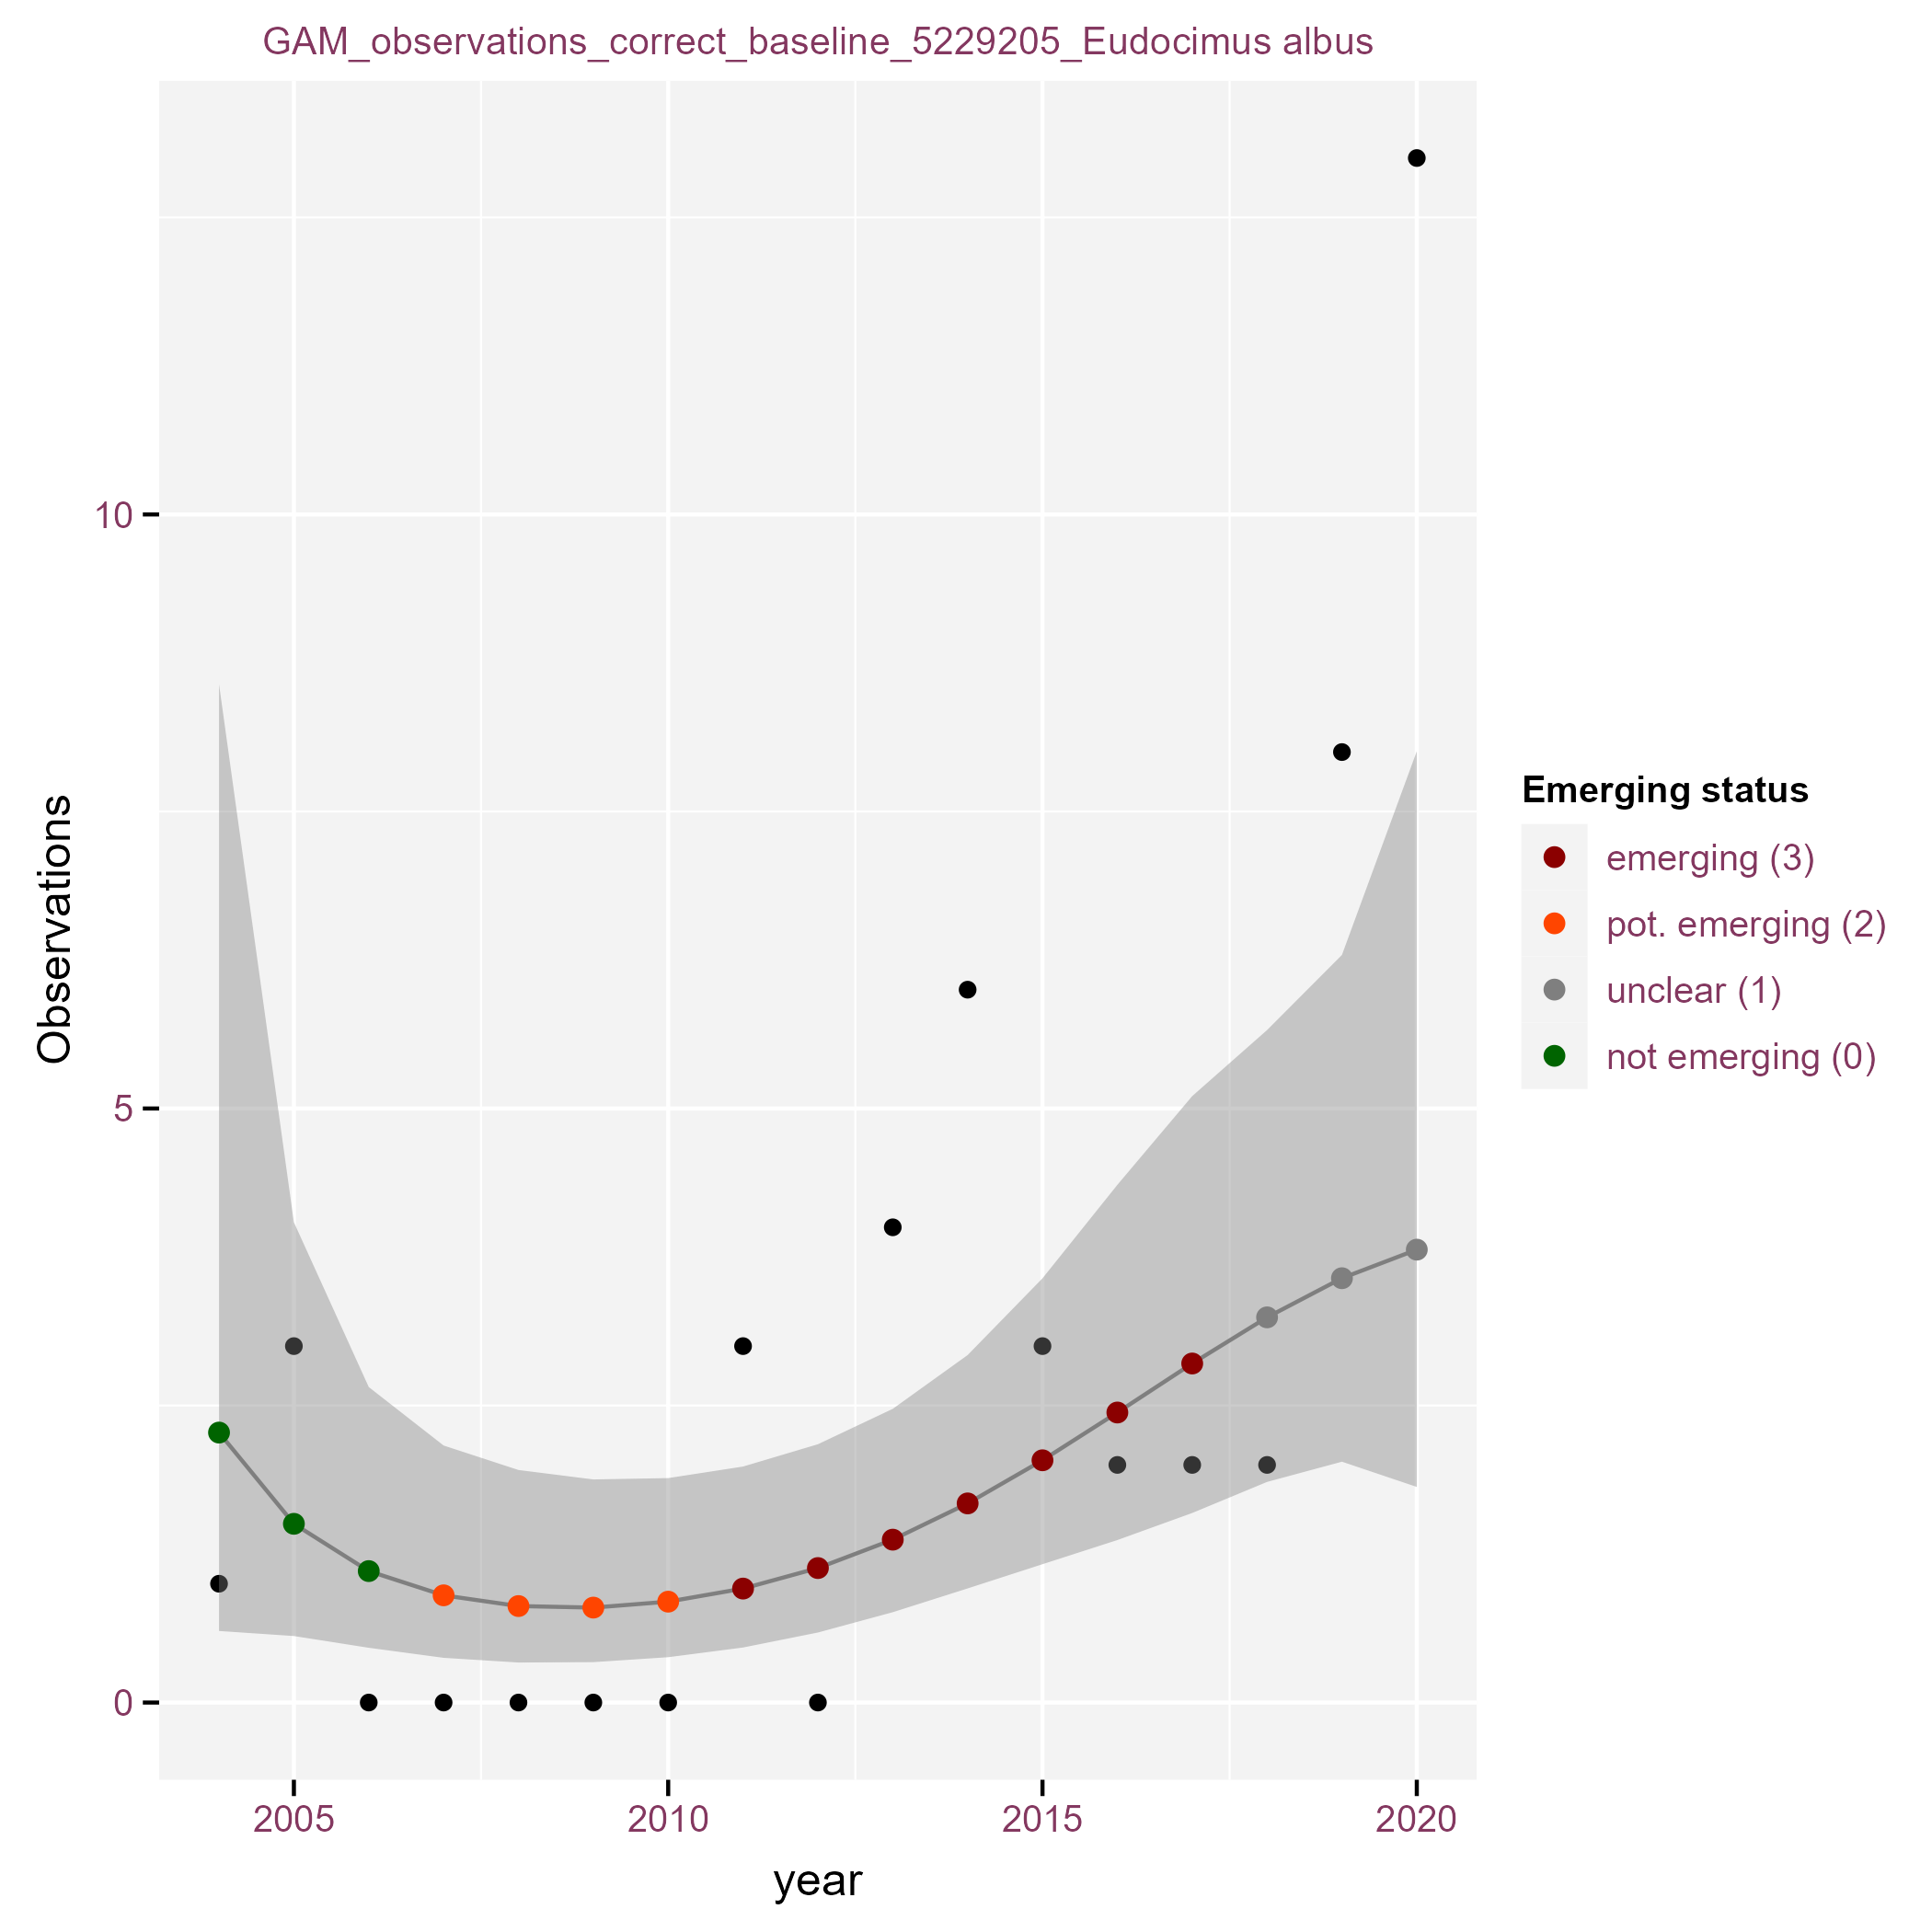 GAM_observations_correct_baseline_5229205_Eudocimus albus
Observations
10
5
0
2005 2010 2015 2020
year
Emerging status
emerging (3)
pot. emerging (2)
unclear (1)
not emerging (0)